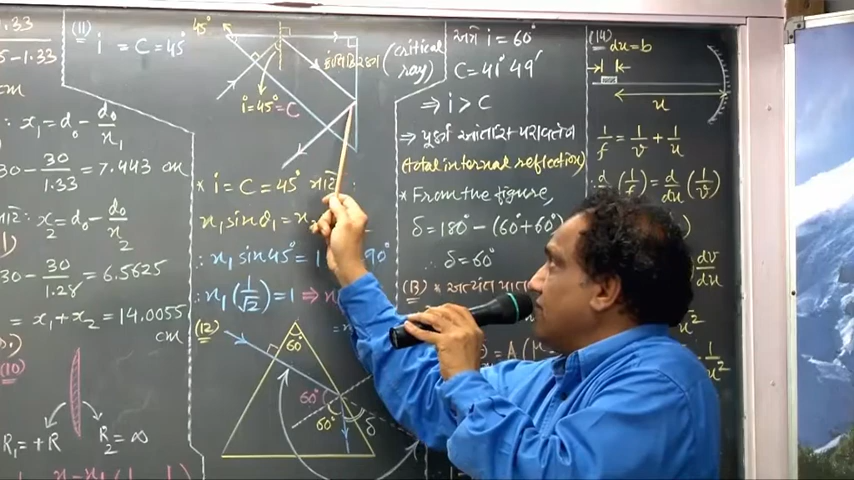 1.33
5-1.33
cm
: x₁ = d₀ - d₀/n₁
30 - 30/1.33 = 7.443 cm
x₂ = d₀ - d₀/n₂
30 - 30/1.28 = 6.5625
= x₁ + x₂ = 14.0055
cm
(10)
R₁ = +R R₂ = ∞
(11) i = C = 45°
45°
(critical ray)
i = 45° = C
* i = C = 45°
n₁ sin θ₁ = n₂
∴ n₁ sin 45° = 1 90°
∴ n₁ (1/√2) = 1 ⇒ n
(12)
60°
60°
60°
δ
અત્રે i = 60°
C = 41° 49′
⇒ i > C
⇒ પૂર્ણ આંતરિક પરાવર્તન
(total internal reflection)
* From the figure,
δ = 180° - (60° + 60°)
∴ δ = 60°
(13) *
(14) du = b
u
1/f = 1/v + 1/u
∴ d/du (1/f) = d/du (1/v)
dv/du